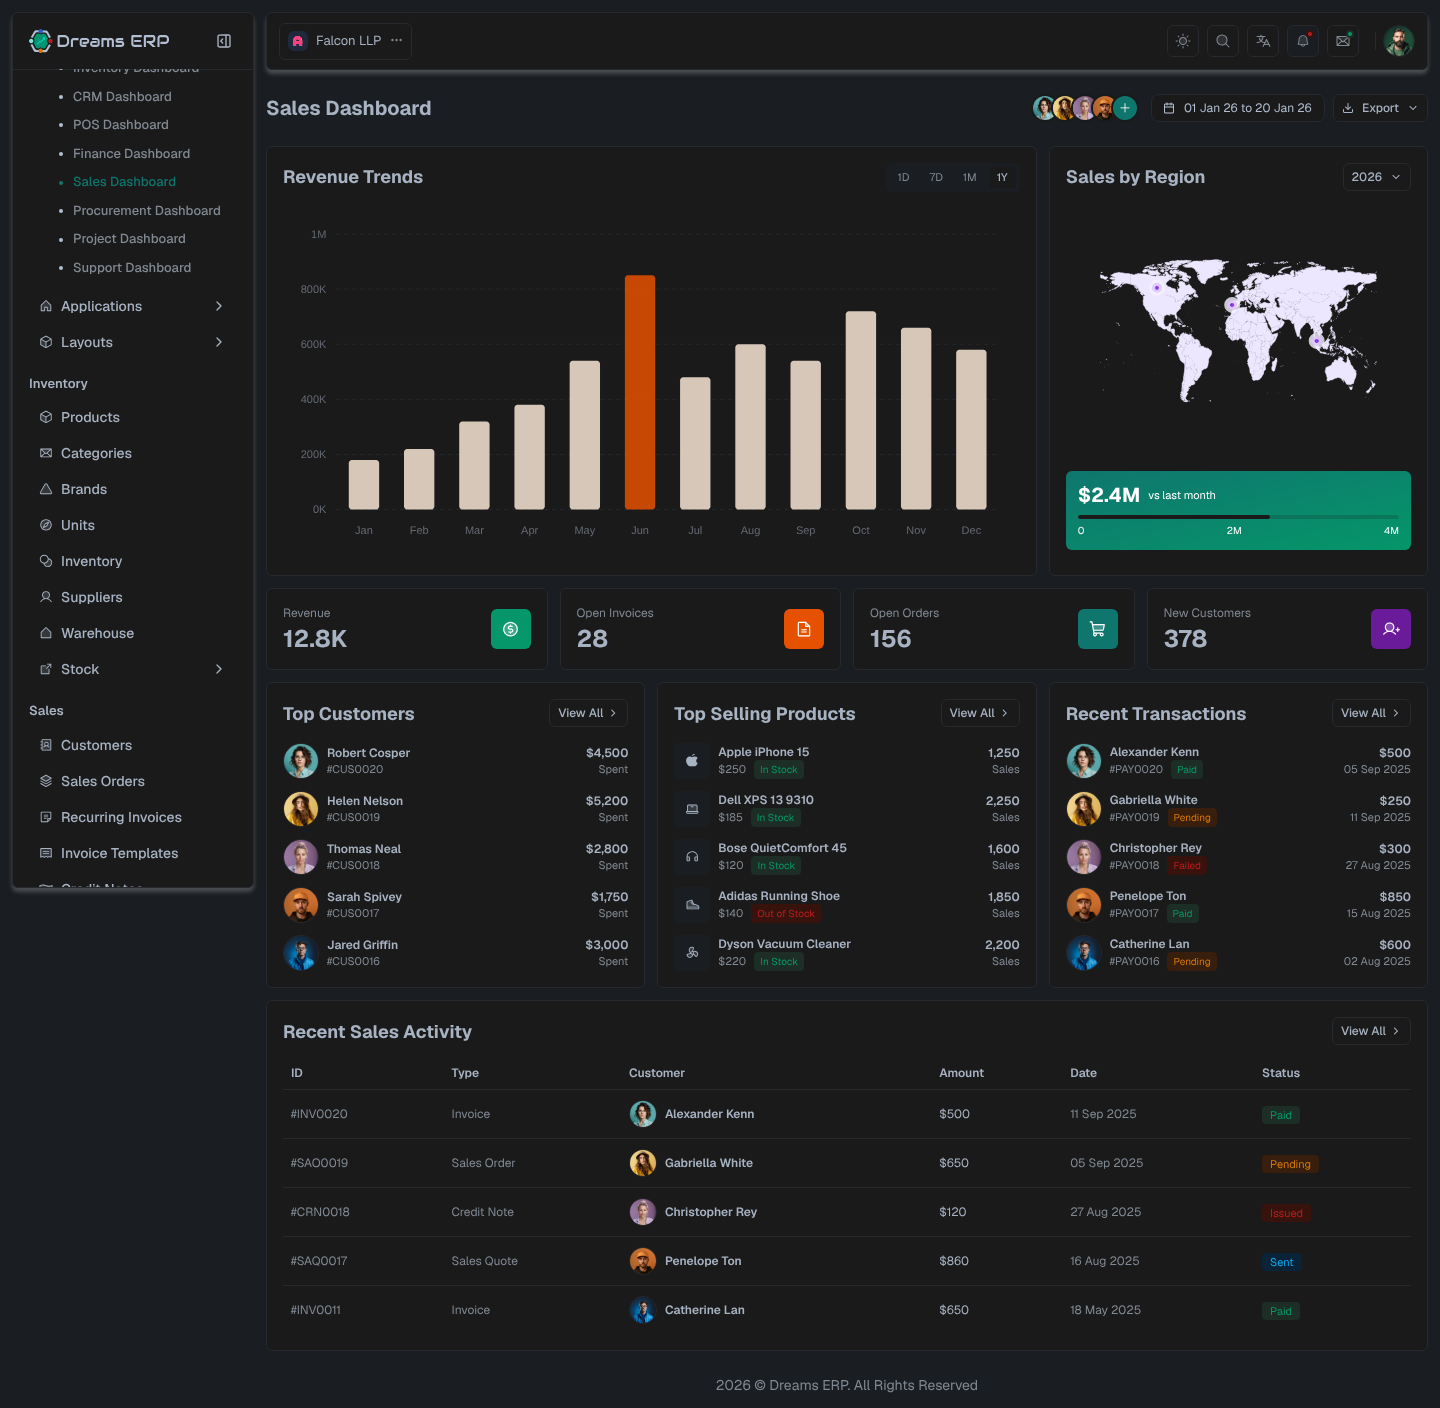 Dreams ERP
Inventory Dashboard
CRM Dashboard
POS Dashboard
Finance Dashboard
Sales Dashboard
Procurement Dashboard
Project Dashboard
Support Dashboard
Applications
Layouts
Inventory
Products
Categories
Brands
Units
Inventory
Suppliers
Warehouse
Stock
Sales
Customers
Sales Orders
Recurring Invoices
Invoice Templates
Credit Notes
Falcon LLP
Sales Dashboard
01 Jan 26 to 20 Jan 26
Export
Revenue Trends
1D 7D 1M 1Y
1M
800K
600K
400K
200K
0K
Jan Feb Mar Apr May Jun Jul Aug Sep Oct Nov Dec
Sales by Region
2026
$2.4M vs last month
0 2M 4M
Revenue
12.8K
Open Invoices
28
Open Orders
156
New Customers
378
Top Customers
View All
Robert Cosper $4,500
#CUS0020 Spent
Helen Nelson $5,200
#CUS0019 Spent
Thomas Neal $2,800
#CUS0018 Spent
Sarah Spivey $1,750
#CUS0017 Spent
Jared Griffin $3,000
#CUS0016 Spent
Top Selling Products
View All
Apple iPhone 15 1,250
$250 In Stock Sales
Dell XPS 13 9310 2,250
$185 In Stock Sales
Bose QuietComfort 45 1,600
$120 In Stock Sales
Adidas Running Shoe 1,850
$140 Out of Stock Sales
Dyson Vacuum Cleaner 2,200
$220 In Stock Sales
Recent Transactions
View All
Alexander Kenn $500
#PAY0020 Paid 05 Sep 2025
Gabriella White $250
#PAY0019 Pending 11 Sep 2025
Christopher Rey $300
#PAY0018 Failed 27 Aug 2025
Penelope Ton $850
#PAY0017 Paid 15 Aug 2025
Catherine Lan $600
#PAY0016 Pending 02 Aug 2025
Recent Sales Activity
View All
ID Type Customer Amount Date Status
#INV0020 Invoice Alexander Kenn $500 11 Sep 2025 Paid
#SAO0019 Sales Order Gabriella White $650 05 Sep 2025 Pending
#CRN0018 Credit Note Christopher Rey $120 27 Aug 2025 Issued
#SAQ0017 Sales Quote Penelope Ton $860 16 Aug 2025 Sent
#INV0011 Invoice Catherine Lan $650 18 May 2025 Paid
2026 © Dreams ERP. All Rights Reserved